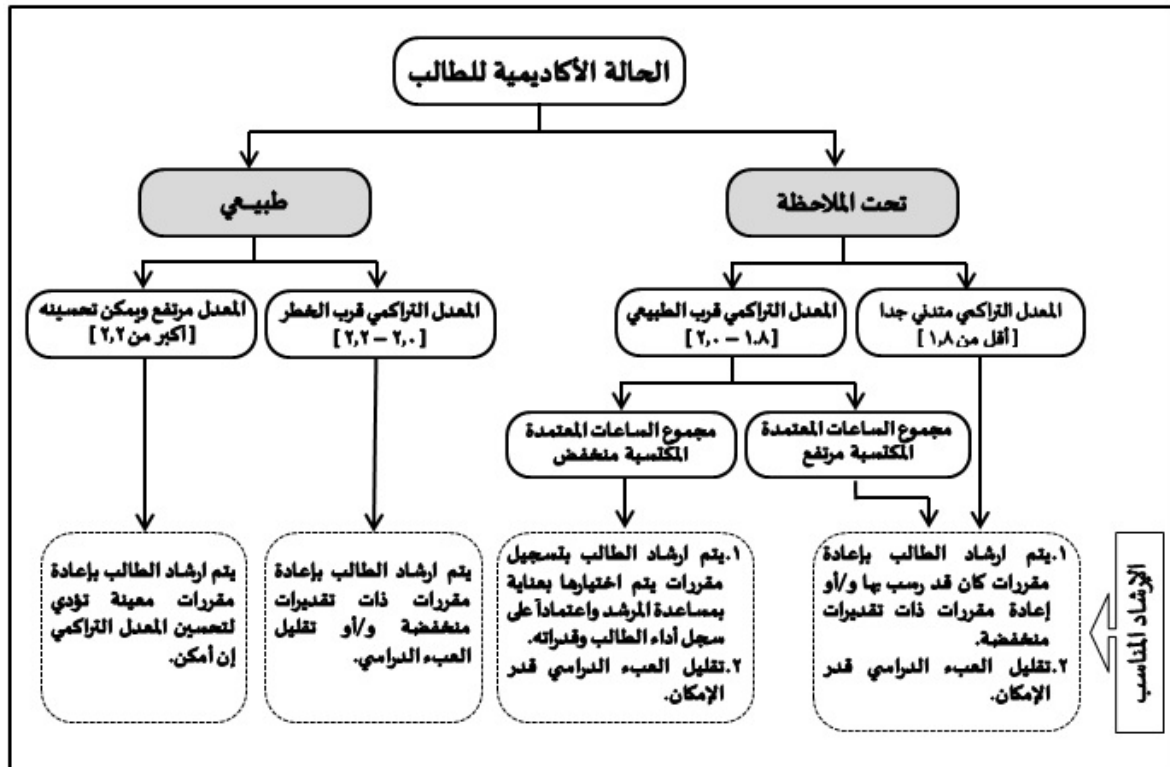 الحالة الأكاديمية للطالب
تحت الملاحظة
طبيــعي
المعدل التراكمي متدني جدا
[ أقل من ١,٨ ]
المعدل التراكمي قرب الطبيعي
[ ١.٨ – ٢,٠ ]
المعدل التراكمي قرب الخطر
[ ٢,٠ – ٢,٢ ]
المعدل مرتفع ويمكن تحسينه
[ أكبر من ٢,٢ ]
مجموع الساعات المعتمدة
المكتسبة مرتفع
مجموع الساعات المعتمدة
المكتسبة منخفض
١.يتم ارشاد الطالب بإعادة
مقررات كان قد رسب بها و/أو
إعادة مقررات ذات تقديرات
منخفضة.
٢.تقليل العبء الدراسي قدر
الإمكان.
١.يتم ارشاد الطالب بتسجيل
مقررات يتم اختيارها بعناية
بمساعدة المرشد واعتماداً على
سجل أداء الطالب وقدراته.
٢.تقليل العبء الدراسي قدر
الإمكان.
يتم ارشاد الطالب بإعادة
مقررات ذات تقديرات
منخفضة و/أو تقليل
العبء الدراسي.
يتم ارشاد الطالب بإعادة
مقررات معينة تؤدي
لتحسين المعدل التراكمي
إن أمكن.
الإرشاد المناسب